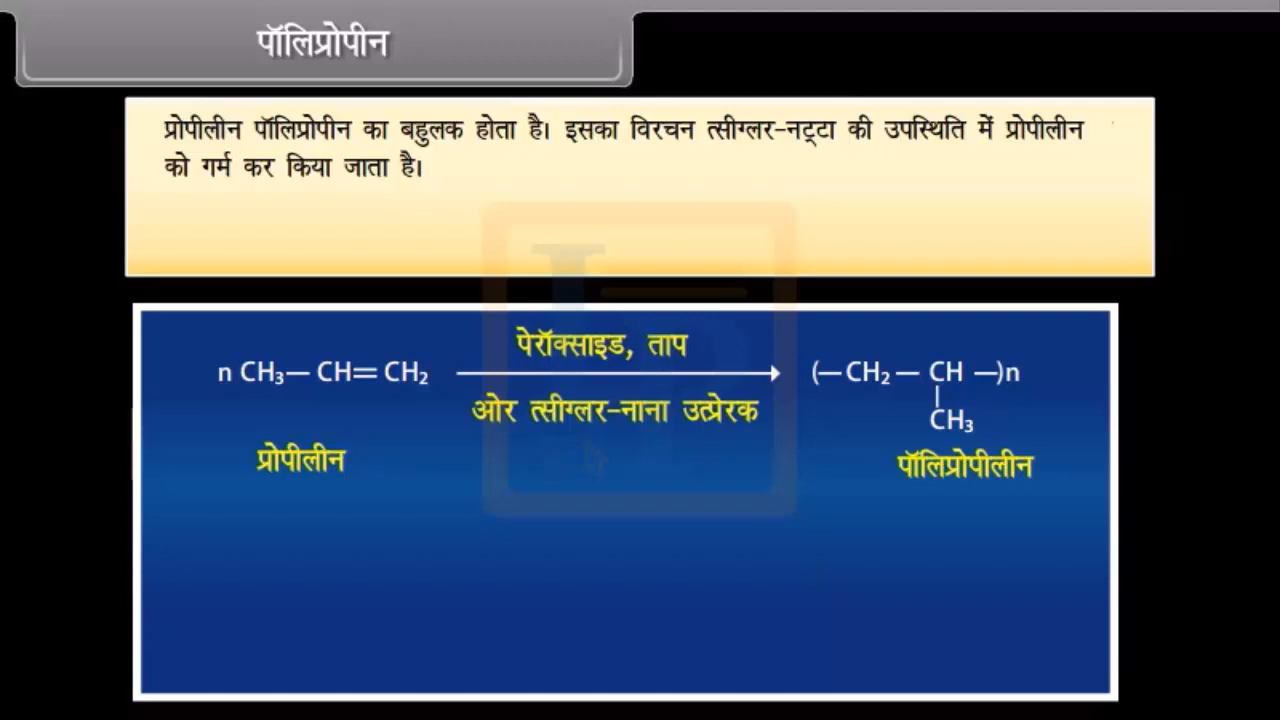 पॉलिप्रोपीन
प्रोपीलीन पॉलिप्रोपीन का बहुलक होता है। इसका विरचन त्सीग्लर-नट्टा की उपस्थिति में प्रोपीलीन
को गर्म कर किया जाता है।
पेरॉक्साइड, ताप
n CH₃— CH═ CH₂ (—CH₂ — CH —)n
ओर त्सीग्लर-नाना उत्प्रेरक
CH₃
प्रोपीलीन पॉलिप्रोपीलीन